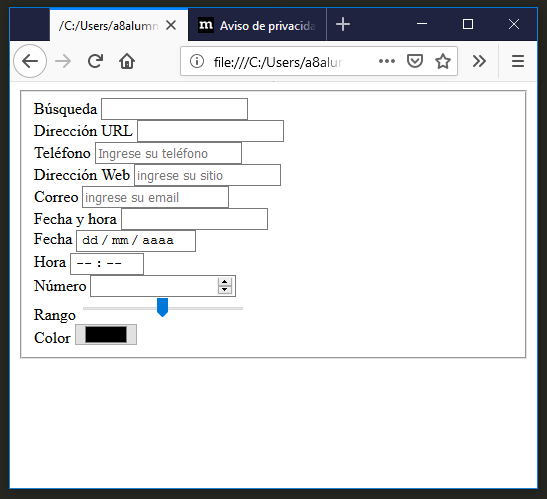 /C:/Users/a8alumn
Aviso de privacida
file:///C:/Users/a8alum
Búsqueda
Dirección URL
Teléfono Ingrese su teléfono
Dirección Web ingrese su sitio
Correo ingrese su email
Fecha y hora
Fecha dd / mm / aaaa
Hora -- : --
Número
Rango
Color